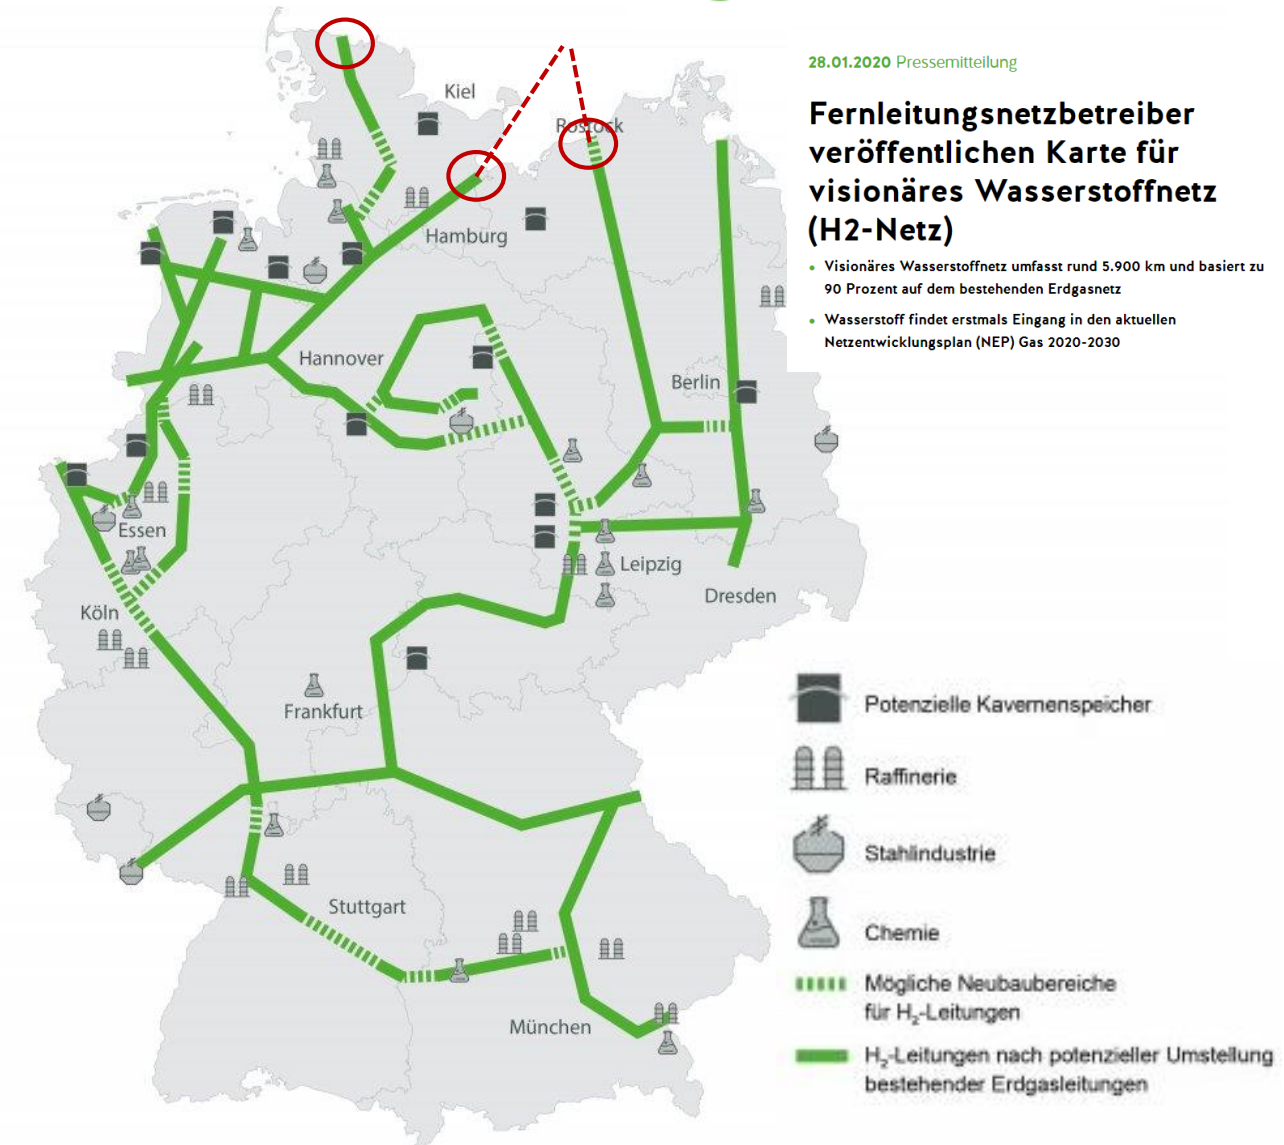 28.01.2020 Pressemitteilung
Fernleitungsnetzbetreiber
veröffentlichen Karte für
visionäres Wasserstoffnetz
(H2-Netz)
• Visionäres Wasserstoffnetz umfasst rund 5.900 km und basiert zu
90 Prozent auf dem bestehenden Erdgasnetz
• Wasserstoff findet erstmals Eingang in den aktuellen
Netzentwicklungsplan (NEP) Gas 2020-2030
Kiel
Rostock
Hamburg
Hannover
Berlin
Essen
Leipzig
Dresden
Köln
Frankfurt
Stuttgart
München
Potenzielle Kavernenspeicher
Raffinerie
Stahlindustrie
Chemie
Mögliche Neubaubereiche
für H₂-Leitungen
H₂-Leitungen nach potenzieller Umstellung
bestehender Erdgasleitungen